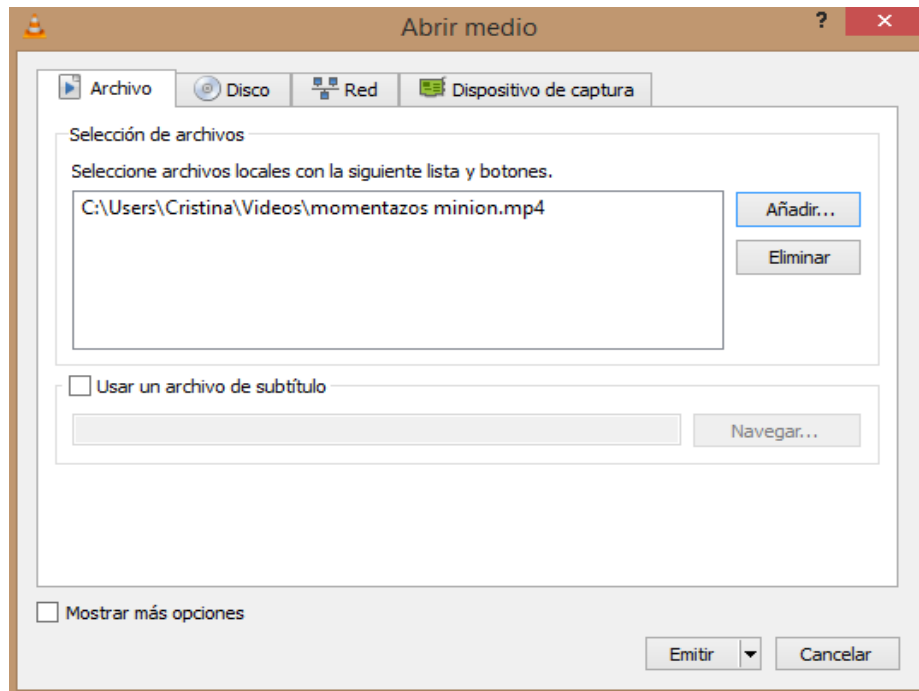 Abrir medio
?
Archivo Disco Red Dispositivo de captura
Selección de archivos
Seleccione archivos locales con la siguiente lista y botones.
C:\Users\Cristina\Videos\momentazos minion.mp4
Añadir...
Eliminar
Usar un archivo de subtítulo
Navegar...
Mostrar más opciones
Emitir Cancelar